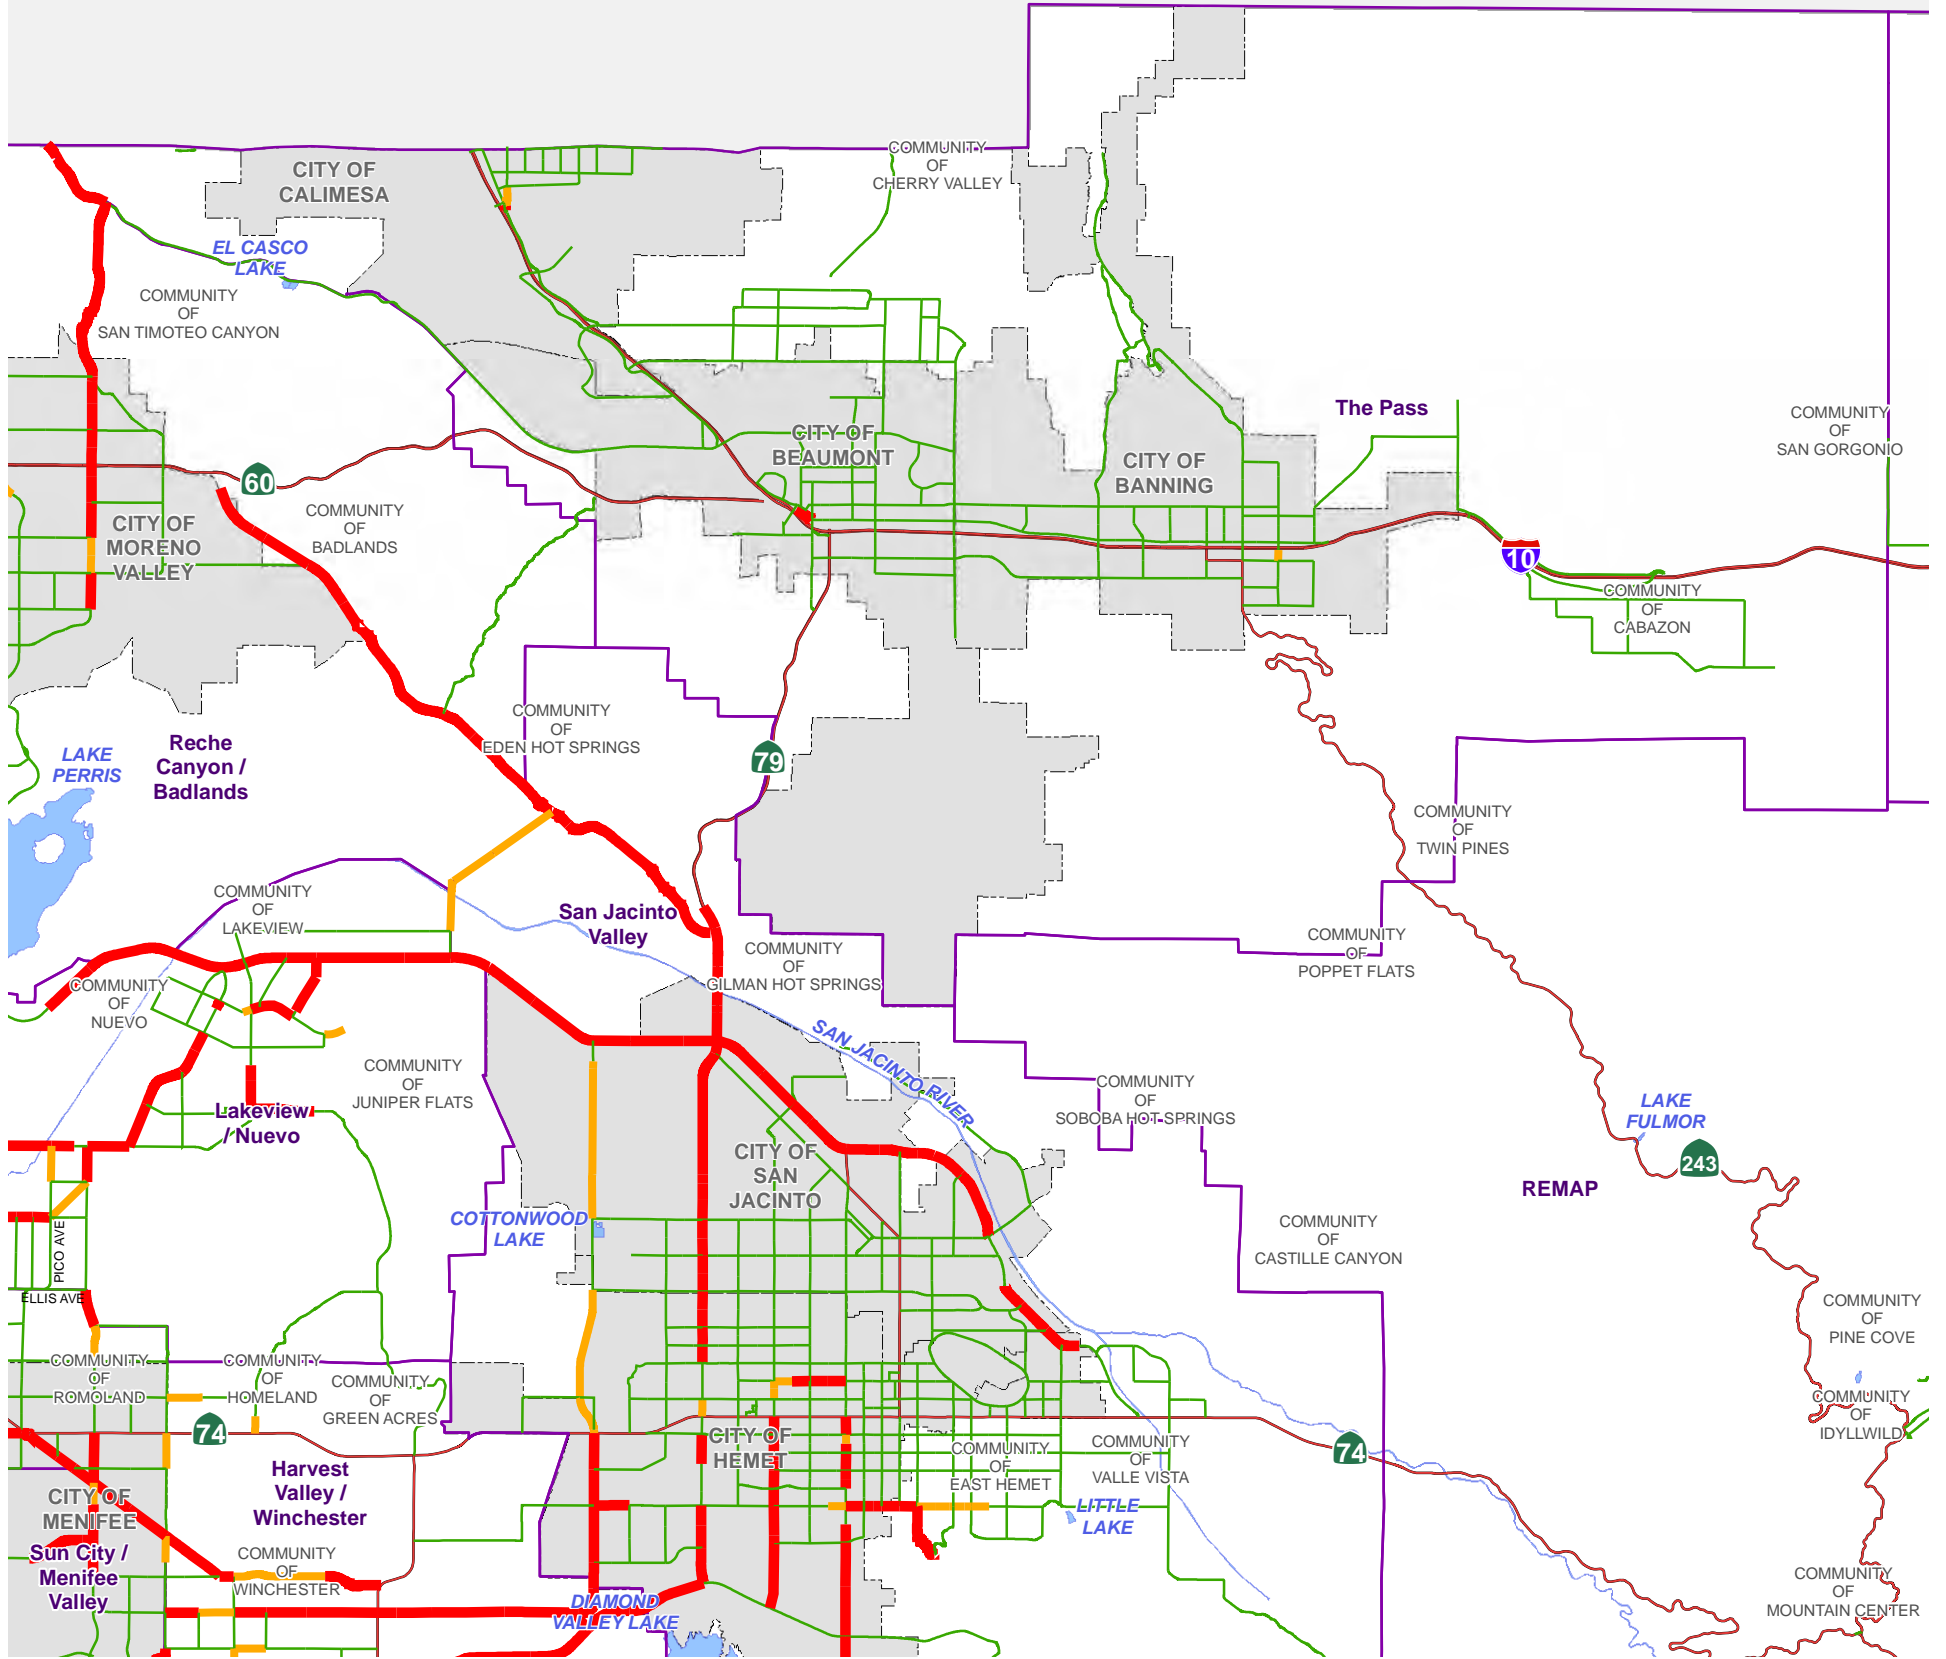 CITY OF
CALIMESA
COMMUNITY
OF
CHERRY VALLEY
EL CASCO
LAKE
COMMUNITY
OF
SAN TIMOTEO CANYON
The Pass
COMMUNITY
OF
SAN GORGONIO
CITY OF
BEAUMONT
CITY OF
BANNING
60
COMMUNITY
OF
BADLANDS
CITY OF
MORENO
VALLEY
10
COMMUNITY
OF
CABAZON
COMMUNITY
OF
EDEN HOT SPRINGS
Reche
Canyon /
Badlands
LAKE
PERRIS
79
COMMUNITY
OF
TWIN PINES
COMMUNITY
OF
LAKEVIEW
San Jacinto
Valley
COMMUNITY
OF
GILMAN HOT SPRINGS
COMMUNITY
OF
POPPET FLATS
COMMUNITY
OF
NUEVO
SAN JACINTO RIVER
COMMUNITY
OF
JUNIPER FLATS
COMMUNITY
OF
SOBOBA HOT SPRINGS
Lakeview
/ Nuevo
LAKE
FULMOR
243
CITY OF
SAN
JACINTO
REMAP
COTTONWOOD
LAKE
COMMUNITY
OF
CASTILLE CANYON
PICO AVE
ELLIS AVE
COMMUNITY
OF
PINE COVE
COMMUNITY
OF
ROMOLAND
COMMUNITY
OF
HOMELAND
COMMUNITY
OF
GREEN ACRES
COMMUNITY
OF
IDYLLWILD
74
CITY OF
HEMET
COMMUNITY
OF
EAST HEMET
COMMUNITY
OF
VALLE VISTA
74
Harvest
Valley /
Winchester
CITY OF
MENIFEE
LITTLE
LAKE
Sun City /
Menifee
Valley
COMMUNITY
OF
WINCHESTER
DIAMOND
VALLEY LAKE
COMMUNITY
OF
MOUNTAIN CENTER